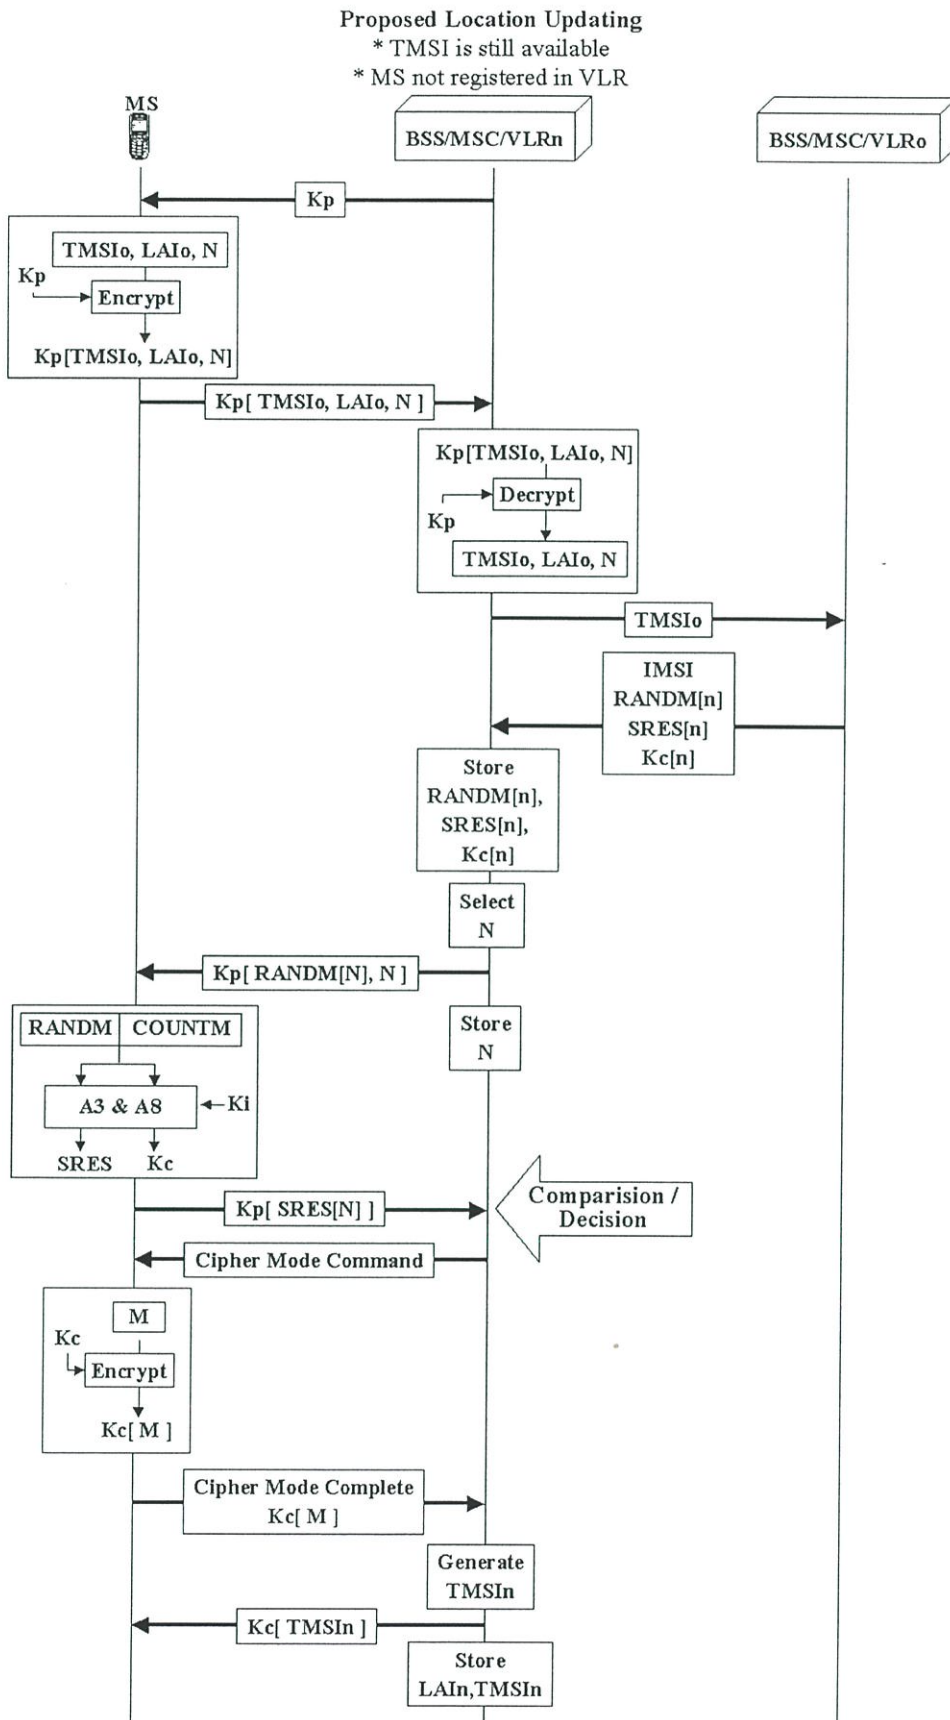 Proposed Location Updating
* TMSI is still available
* MS not registered in VLR
MS
BSS/MSC/VLRn
BSS/MSC/VLRo
Kp
TMSIo, LAIo, N
Kp
Encrypt
Kp[TMSIo, LAIo, N]
Kp[ TMSIo, LAIo, N ]
Kp[TMSIo, LAIo, N]
Decrypt
Kp
TMSIo, LAIo, N
TMSIo
IMSI
RANDM[n]
SRES[n]
Kc[n]
Store
RANDM[n],
SRES[n],
Kc[n]
Select
N
Kp[ RANDM[N], N ]
Store
N
RANDM COUNTM
A3 & A8
Ki
SRES Kc
Kp[ SRES[N] ]
Comparision /
Decision
Cipher Mode Command
M
Kc
Encrypt
Kc[ M ]
Cipher Mode Complete
Kc[ M ]
Generate
TMSIn
Kc[ TMSIn ]
Store
LAIn,TMSIn